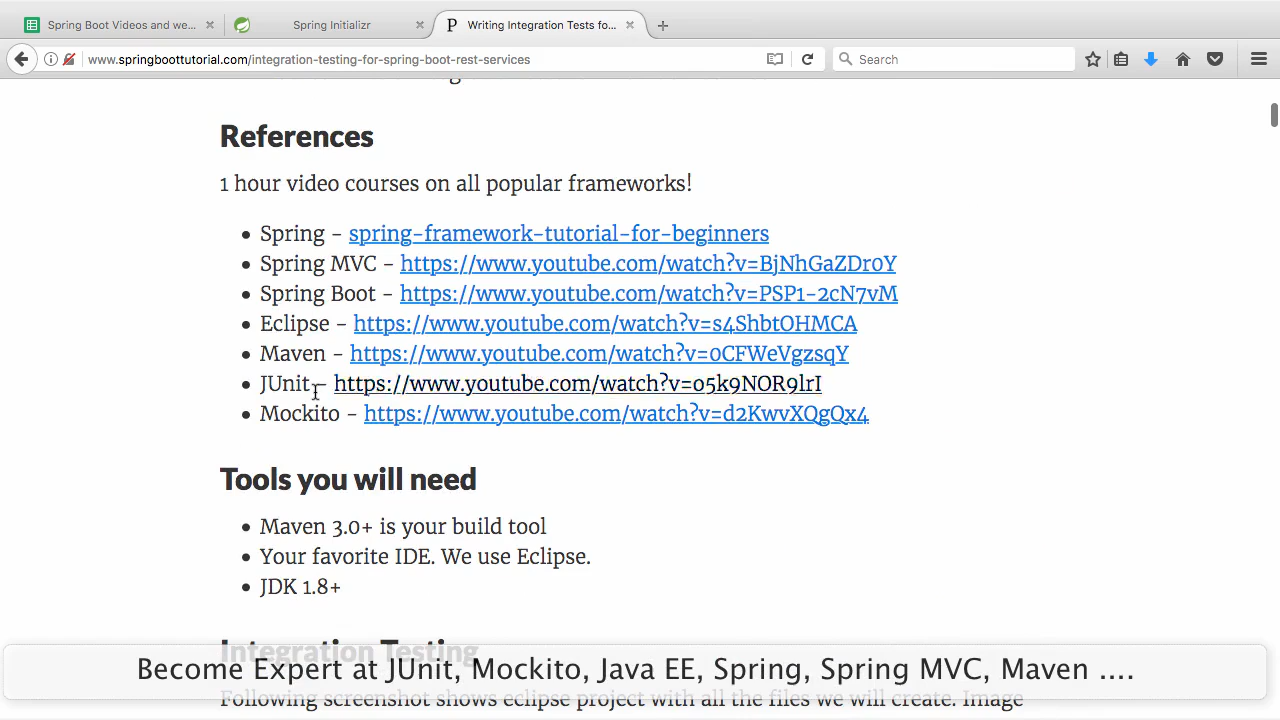 Spring Boot Videos and we...
Spring Initializr
Writing Integration Tests fo...
www.springboottutorial.com/integration-testing-for-spring-boot-rest-services
Search
References
1 hour video courses on all popular frameworks!
Spring - spring-framework-tutorial-for-beginners
Spring MVC - https://www.youtube.com/watch?v=BjNhGaZDr0Y
Spring Boot - https://www.youtube.com/watch?v=PSP1-2cN7vM
Eclipse - https://www.youtube.com/watch?v=s4ShbtOHMCA
Maven - https://www.youtube.com/watch?v=0CFWeVgzsqY
JUnit - https://www.youtube.com/watch?v=o5k9NOR9lrI
Mockito - https://www.youtube.com/watch?v=d2KwvXQgQx4
Tools you will need
Maven 3.0+ is your build tool
Your favorite IDE. We use Eclipse.
JDK 1.8+
Integration Testing
Become Expert at JUnit, Mockito, Java EE, Spring, Spring MVC, Maven ....
Following screenshot shows eclipse project with all the files we will create. Image